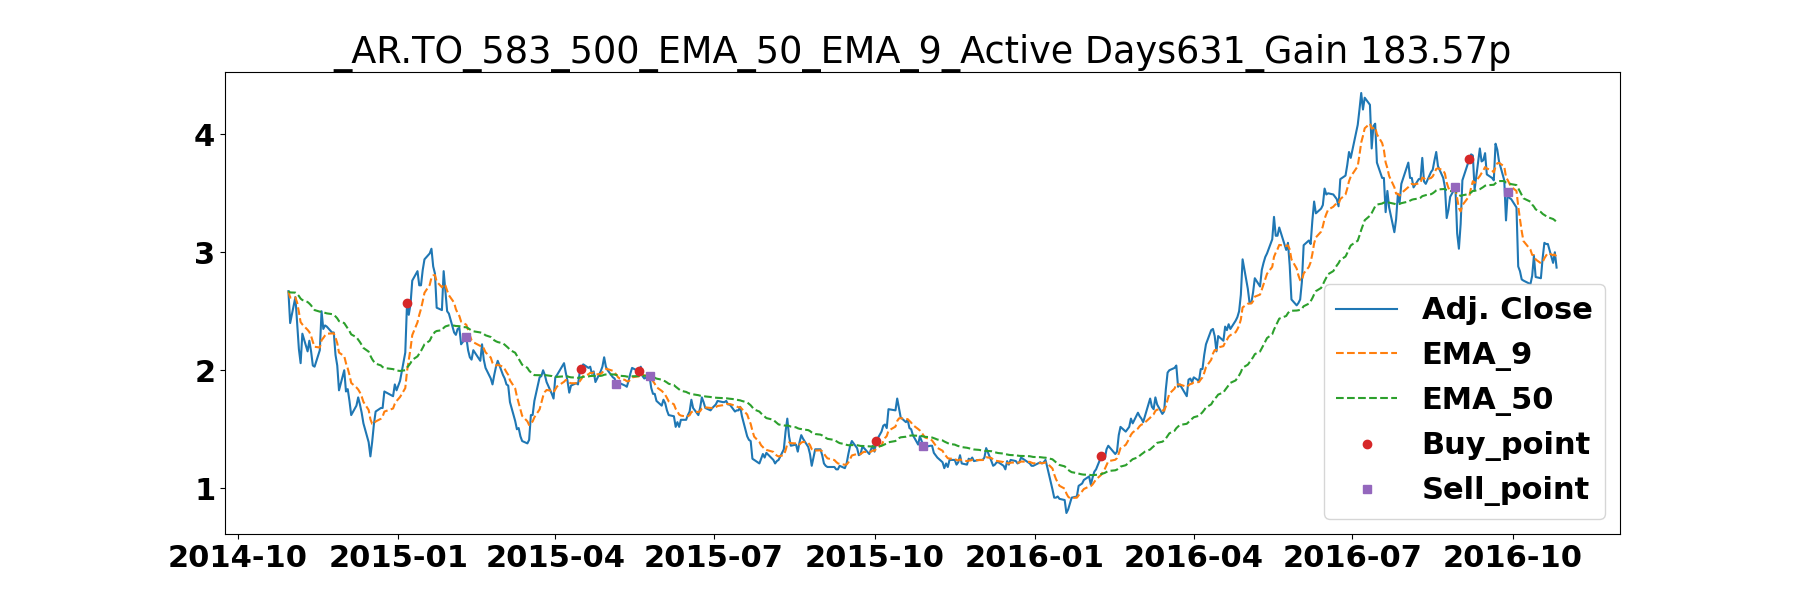 _AR.TO_583_500_EMA_50_EMA_9_Active Days631_Gain 183.57p
4
3
2
1
Adj. Close
EMA_9
EMA_50
Buy_point
Sell_point
2014-10 2015-01 2015-04 2015-07 2015-10 2016-01 2016-04 2016-07 2016-10